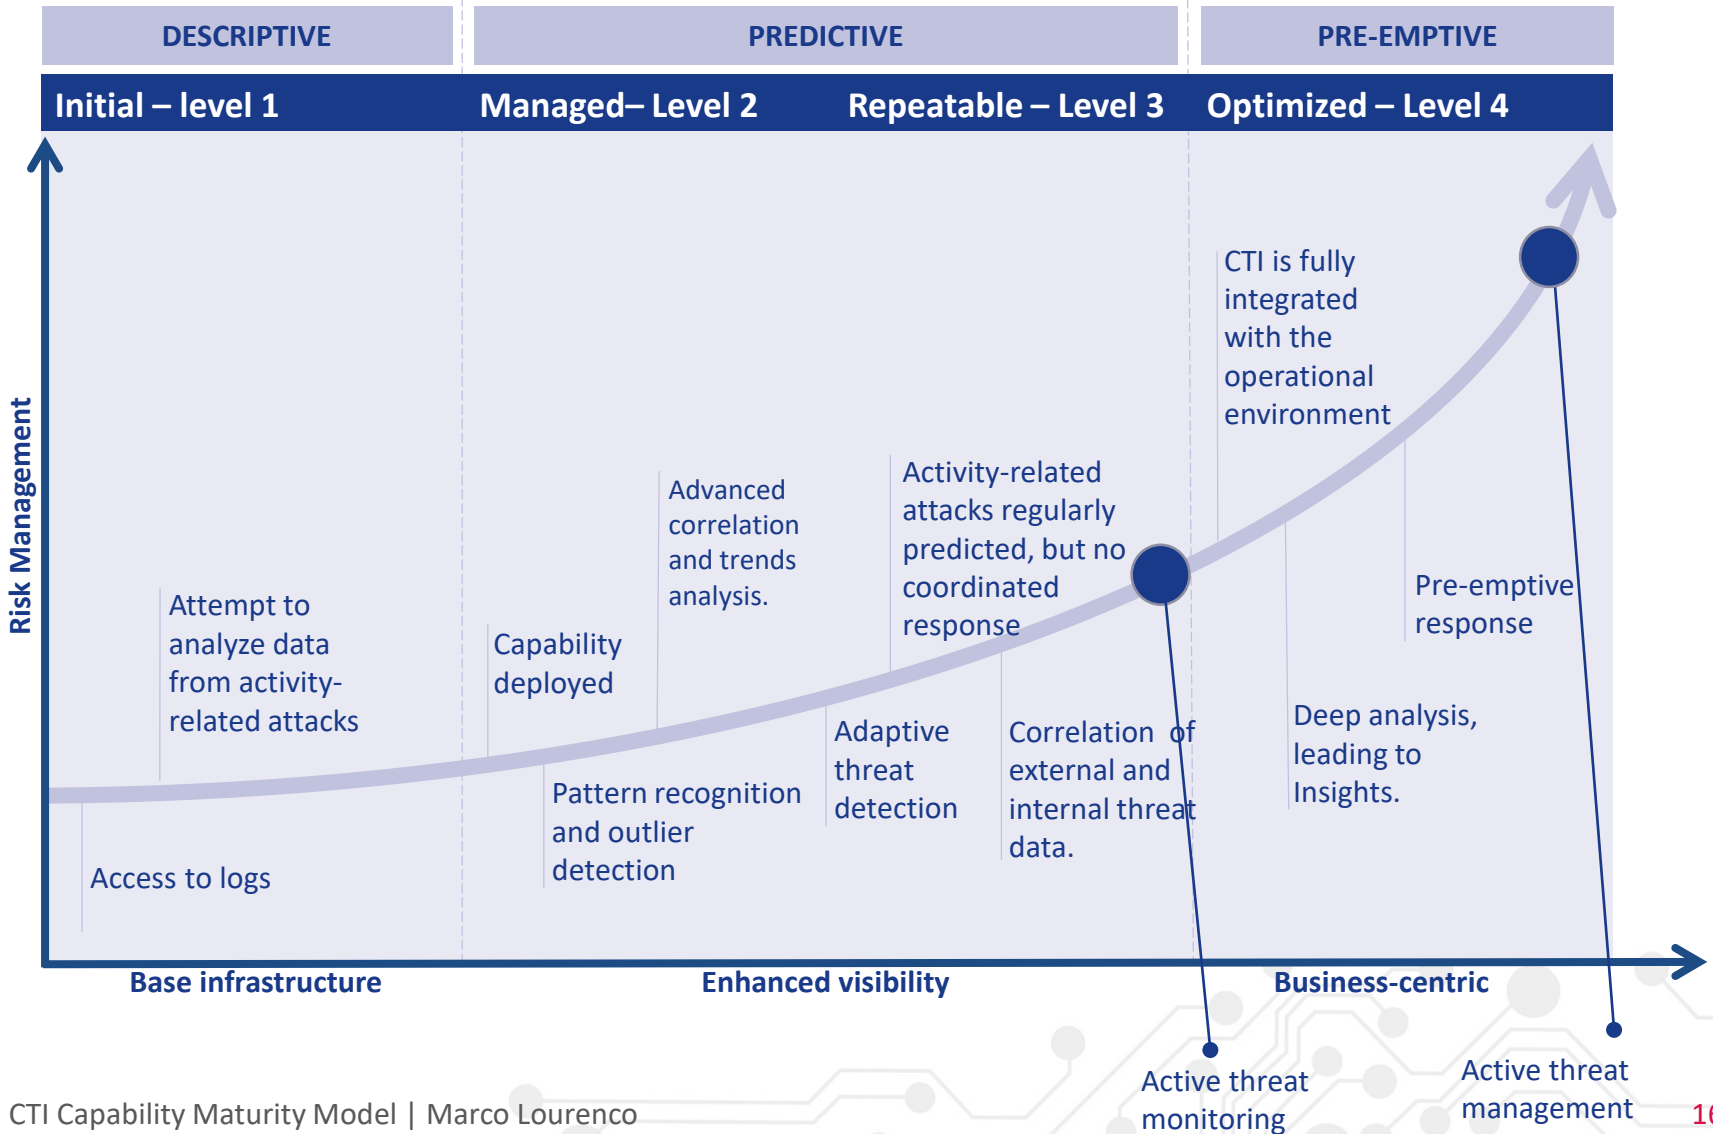 DESCRIPTIVE
PREDICTIVE
PRE-EMPTIVE
Initial – level 1
Managed– Level 2
Repeatable – Level 3
Optimized – Level 4
Risk Management
Attempt to
analyze data
from activity-
related attacks
Access to logs
Capability
deployed
Pattern recognition
and outlier
detection
Advanced
correlation
and trends
analysis.
Adaptive
threat
detection
Activity-related
attacks regularly
predicted, but no
coordinated
response
Correlation of
external and
internal threat
data.
CTI is fully
integrated
with the
operational
environment
Deep analysis,
leading to
Insights.
Pre-emptive
response
Base infrastructure
Enhanced visibility
Business-centric
Active threat
monitoring
Active threat
management
CTI Capability Maturity Model | Marco Lourenco
16